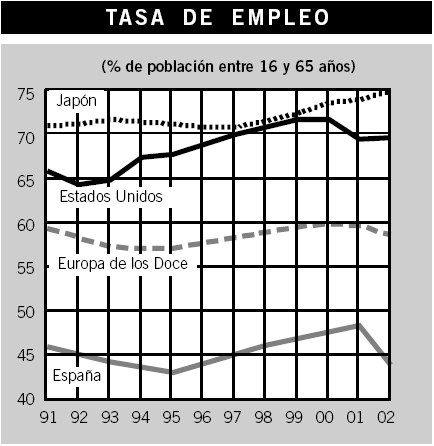 TASA DE EMPLEO
(% de población entre 16 y 65 años)
75
Japón
70
65
Estados Unidos
60
Europa de los Doce
55
50
45
España
40
91 92 93 94 95 96 97 98 99 00 01 02